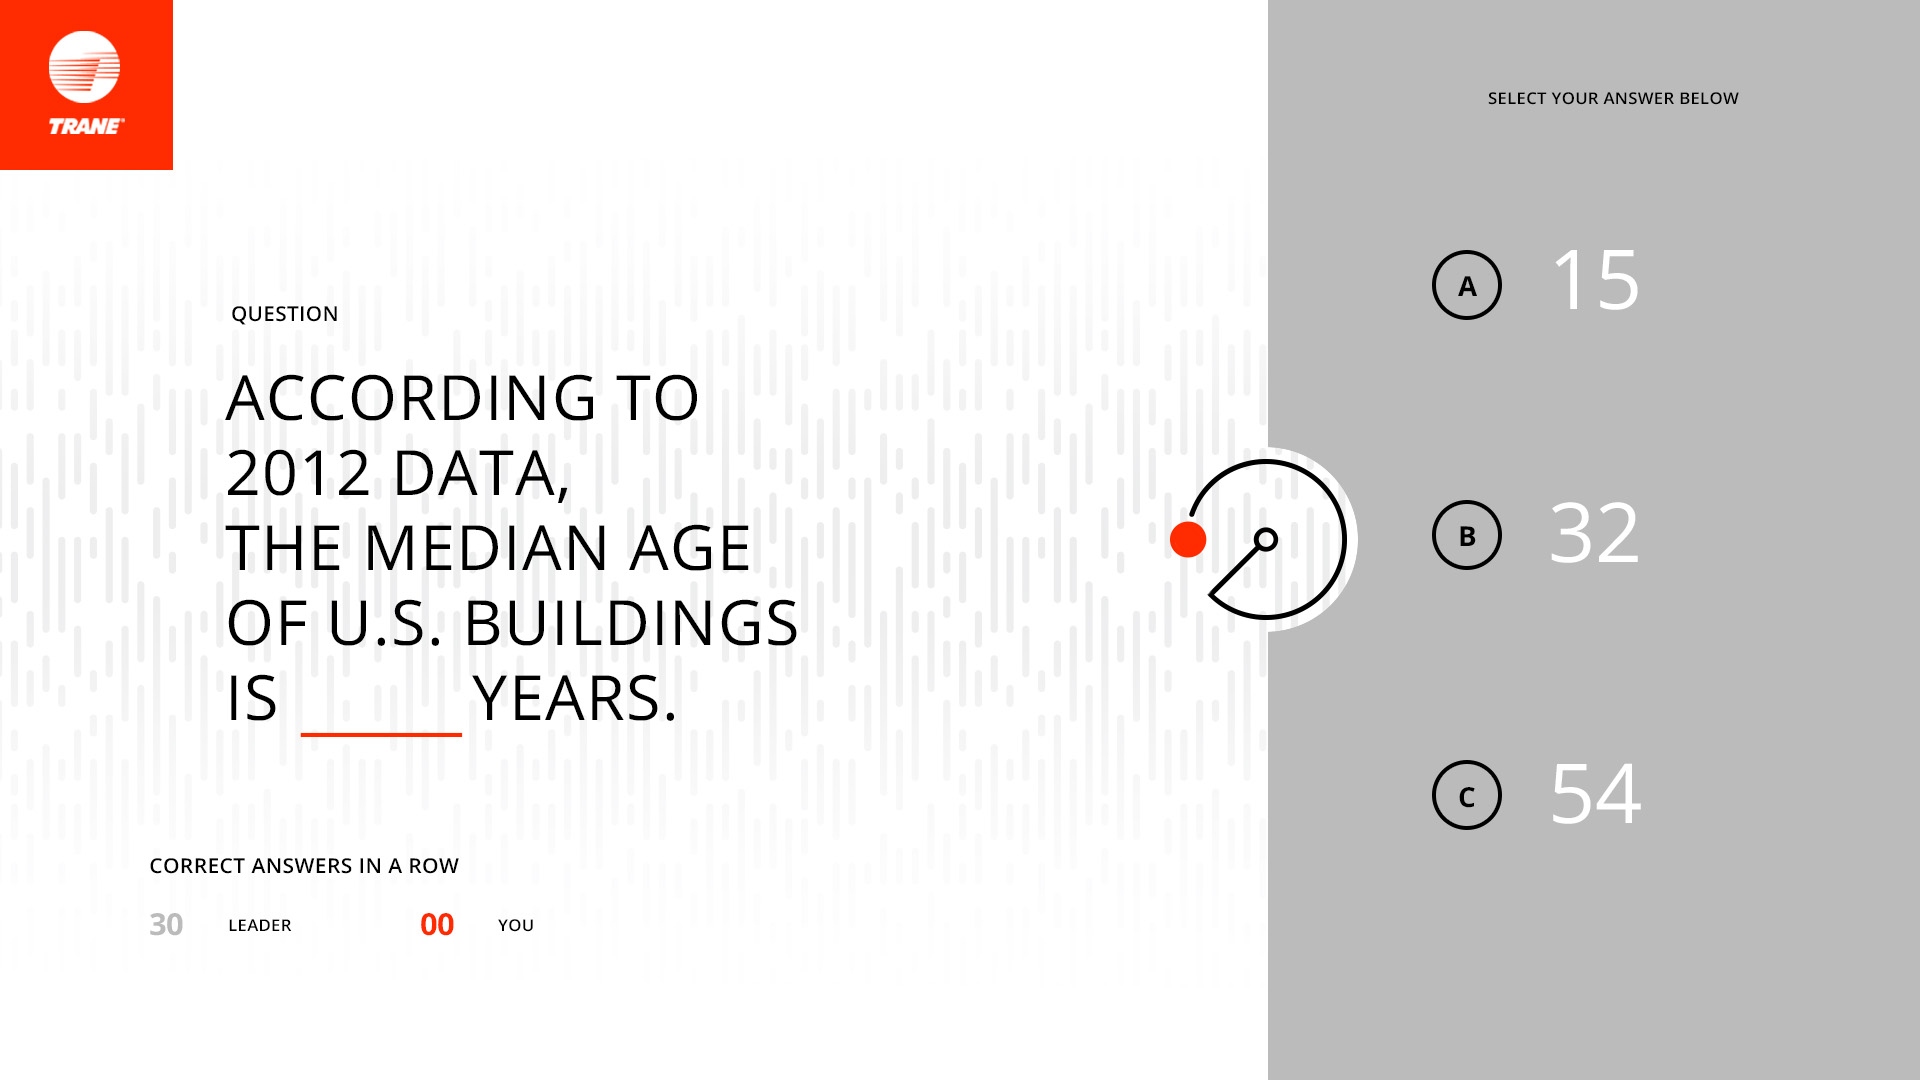 TRANE
QUESTION
ACCORDING TO
2012 DATA,
THE MEDIAN AGE
OF U.S. BUILDINGS
IS ______ YEARS.
CORRECT ANSWERS IN A ROW
30 LEADER 00 YOU
SELECT YOUR ANSWER BELOW
A 15
B 32
C 54